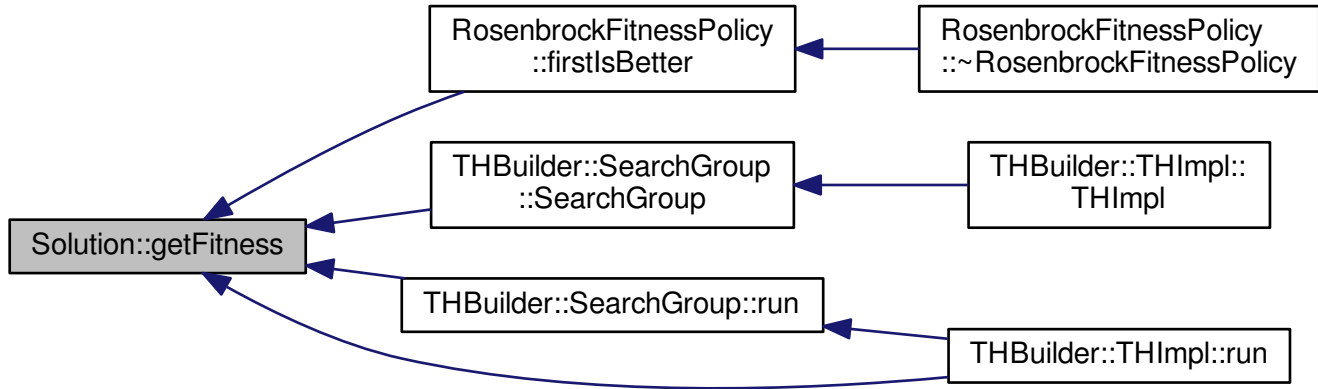 RosenbrockFitnessPolicy
::firstIsBetter
RosenbrockFitnessPolicy
::~RosenbrockFitnessPolicy
THBuilder::SearchGroup
::SearchGroup
THBuilder::THImpl::
THImpl
Solution::getFitness
THBuilder::SearchGroup::run
THBuilder::THImpl::run